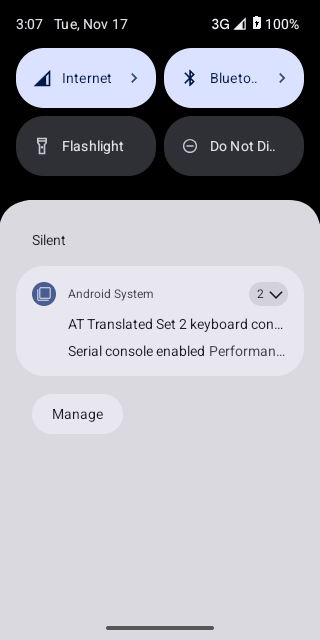 3:07 Tue, Nov 17 3G 100%
Internet Blueto..
Flashlight Do Not Di..
Silent
Android System 2
AT Translated Set 2 keyboard con…
Serial console enabled Performan…
Manage